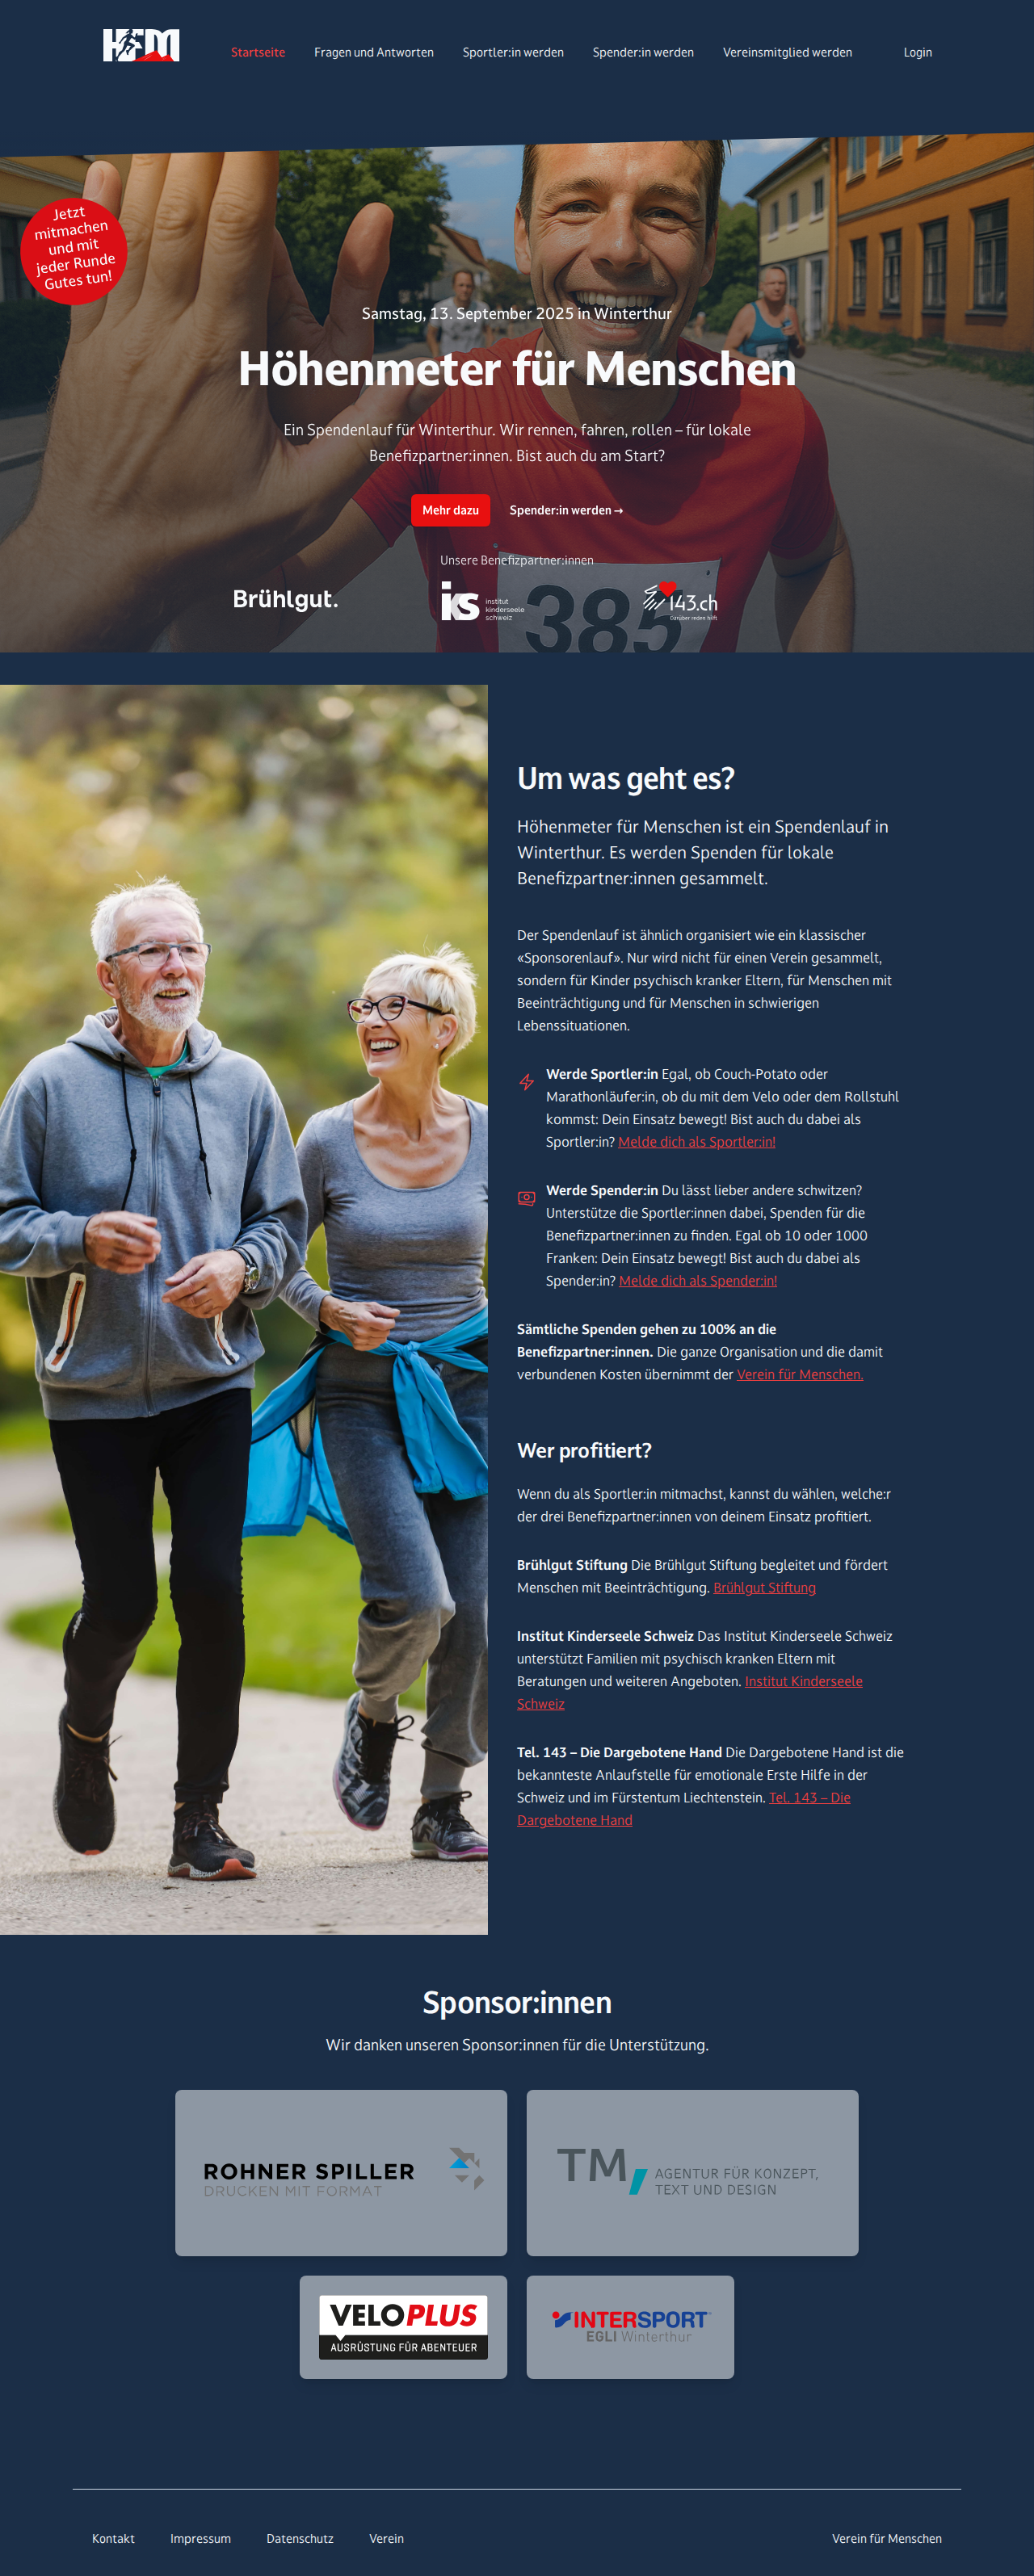 HFM
Startseite
Fragen und Antworten
Sportler:in werden
Spender:in werden
Vereinsmitglied werden
Login
Jetzt
mitmachen
und mit
jeder Runde
Gutes tun!
Samstag, 13. September 2025 in Winterthur
Höhenmeter für Menschen
Ein Spendenlauf für Winterthur. Wir rennen, fahren, rollen – für lokale
Benefizpartner:innen. Bist auch du am Start?
Mehr dazu
Spender:in werden →
Unsere Benefizpartner:innen
Brühlgut.
iks institut
kinderseele
schweiz
143.ch
Darüber reden hilft.
385
Um was geht es?
Höhenmeter für Menschen ist ein Spendenlauf in
Winterthur. Es werden Spenden für lokale
Benefizpartner:innen gesammelt.
Der Spendenlauf ist ähnlich organisiert wie ein klassischer
«Sponsorenlauf». Nur wird nicht für einen Verein gesammelt,
sondern für Kinder psychisch kranker Eltern, für Menschen mit
Beeinträchtigung und für Menschen in schwierigen
Lebenssituationen.
Werde Sportler:in Egal, ob Couch-Potato oder
Marathonläufer:in, ob du mit dem Velo oder dem Rollstuhl
kommst: Dein Einsatz bewegt! Bist auch du dabei als
Sportler:in? Melde dich als Sportler:in!
Werde Spender:in Du lässt lieber andere schwitzen?
Unterstütze die Sportler:innen dabei, Spenden für die
Benefizpartner:innen zu finden. Egal ob 10 oder 1000
Franken: Dein Einsatz bewegt! Bist auch du dabei als
Spender:in? Melde dich als Spender:in!
Sämtliche Spenden gehen zu 100% an die
Benefizpartner:innen. Die ganze Organisation und die damit
verbundenen Kosten übernimmt der Verein für Menschen.
Wer profitiert?
Wenn du als Sportler:in mitmachst, kannst du wählen, welche:r
der drei Benefizpartner:innen von deinem Einsatz profitiert.
Brühlgut Stiftung Die Brühlgut Stiftung begleitet und fördert
Menschen mit Beeinträchtigung. Brühlgut Stiftung
Institut Kinderseele Schweiz Das Institut Kinderseele Schweiz
unterstützt Familien mit psychisch kranken Eltern mit
Beratungen und weiteren Angeboten. Institut Kinderseele
Schweiz
Tel. 143 – Die Dargebotene Hand Die Dargebotene Hand ist die
bekannteste Anlaufstelle für emotionale Erste Hilfe in der
Schweiz und im Fürstentum Liechtenstein. Tel. 143 – Die
Dargebotene Hand
Sponsor:innen
Wir danken unseren Sponsor:innen für die Unterstützung.
ROHNER SPILLER
DRUCKEN MIT FORMAT
TM
AGENTUR FÜR KONZEPT,
TEXT UND DESIGN
VELOPLUS
AUSRÜSTUNG FÜR ABENTEUER
INTERSPORT
EGLI Winterthur
Kontakt
Impressum
Datenschutz
Verein
Verein für Menschen